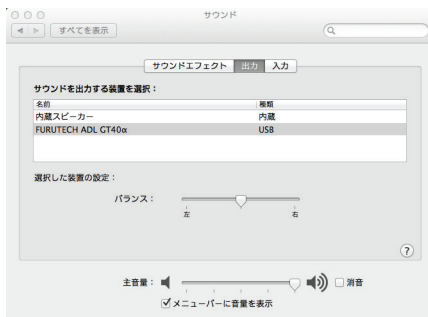 サウンド
すべてを表示
サウンドエフェクト 出力 入力
サウンドを出力する装置を選択：
名前 種類
内蔵スピーカー 内蔵
FURUTECH ADL GT40α USB
選択した装置の設定：
バランス：
左 右
?
主音量： 消音
メニューバーに音量を表示